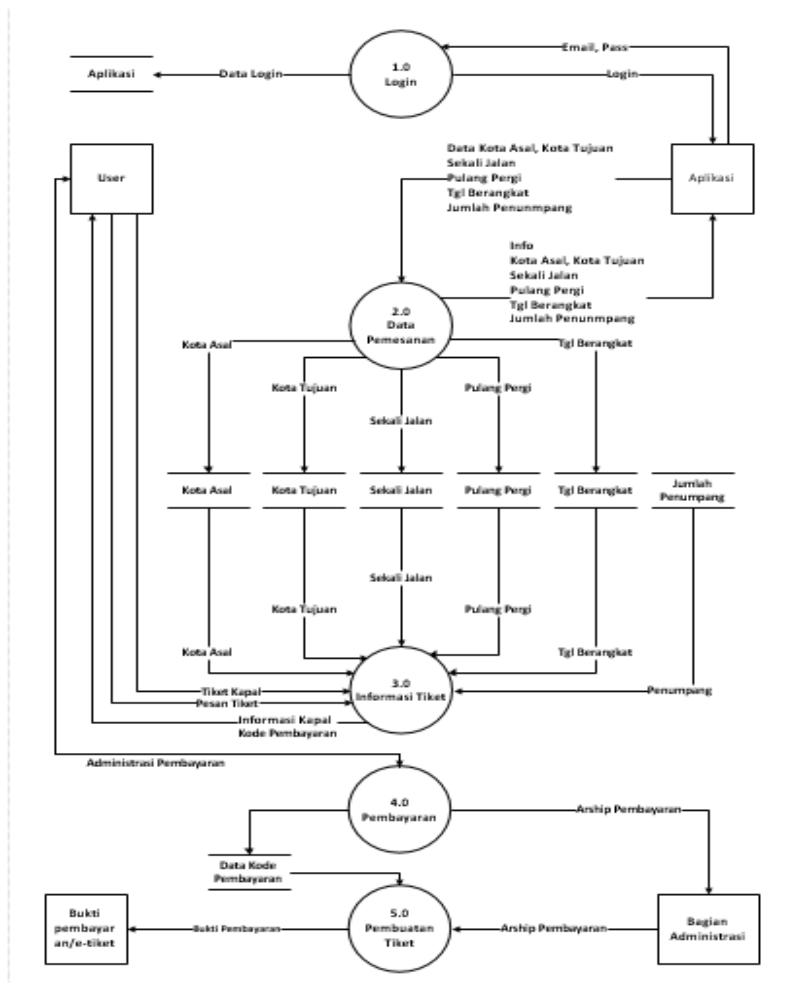 Email, Pass
1.0
Login
Aplikasi
Data Login
Login
Data Kota Asal, Kota Tujuan
Sekali Jalan
Pulang Pergi
Tgl Berangkat
Jumlah Penunmpang
User
Aplikasi
Info
Kota Asal, Kota Tujuan
Sekali Jalan
Pulang Pergi
Tgl Berangkat
Jumlah Penunmpang
2.0
Data
Pemesanan
Kota Asal
Tgl Berangkat
Kota Tujuan
Pulang Pergi
Sekali Jalan
Kota Asal
Kota Tujuan
Sekali Jalan
Pulang Pergi
Tgl Berangkat
Jumlah
Penumpang
Sekali Jalan
Kota Tujuan
Pulang Pergi
Kota Asal
Tgl Berangkat
3.0
Informasi Tiket
Tiket Kapal
Pesan Tiket
Penumpang
Informasi Kapal
Kode Pembayaran
Administrasi Pembayaran
4.0
Pembayaran
Arship Pembayaran
Data Kode
Pembayaran
Bukti
pembayar
an/e-tiket
Bukti Pembayaran
5.0
Pembuatan
Tiket
Arship Pembayaran
Bagian
Administrasi